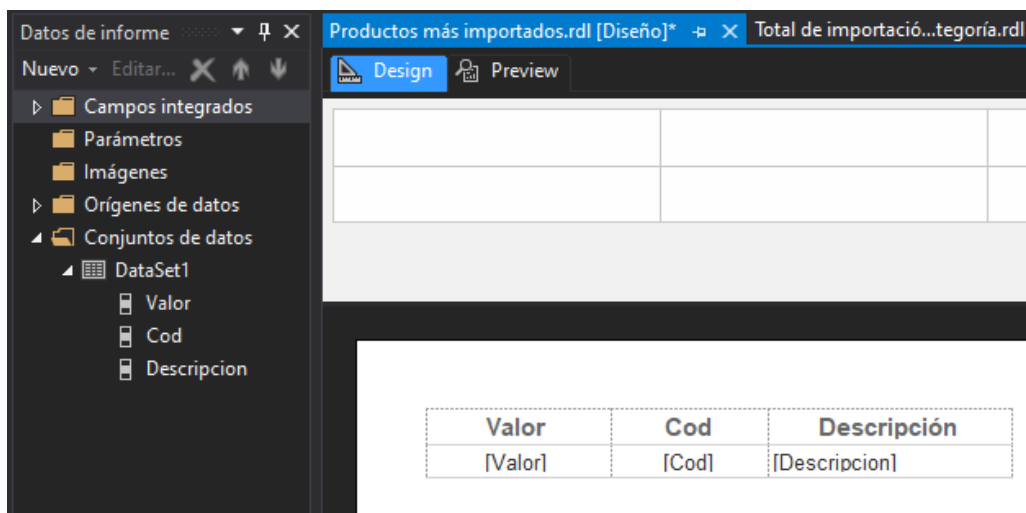 Datos de informe
Nuevo Editar...
Campos integrados
Parámetros
Imágenes
Orígenes de datos
Conjuntos de datos
DataSet1
Valor
Cod
Descripcion
Productos más importados.rdl [Diseño]* Total de importació...tegoría.rdl
Design Preview
Valor Cod Descripción
[Valor] [Cod] [Descripcion]